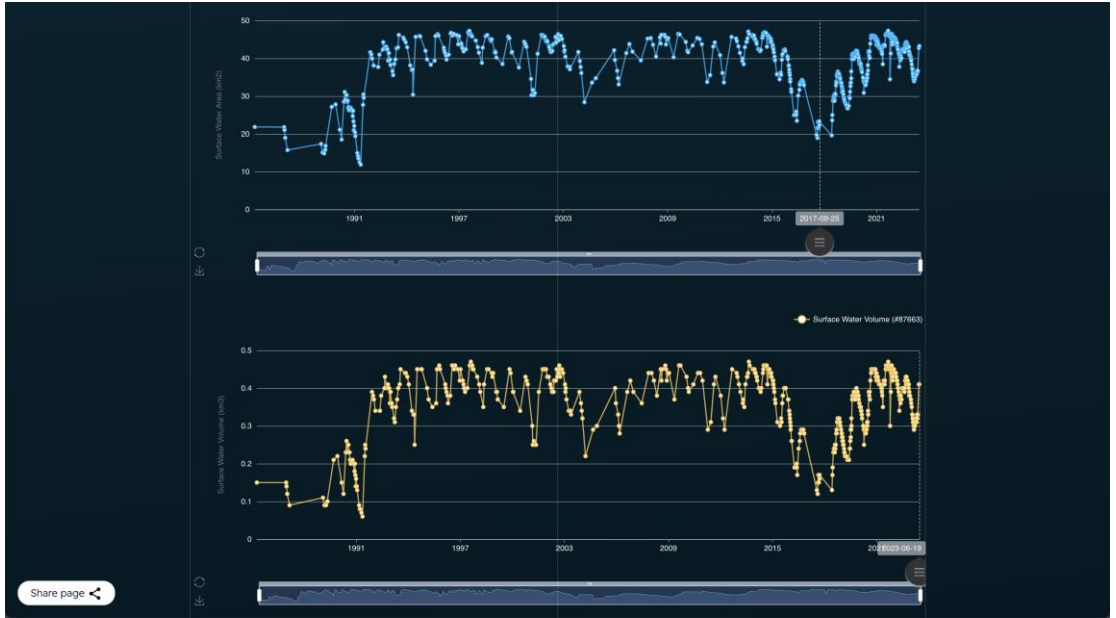 50
40
30
20
10
0
Surface Water Area (km2)
1991 1997 2003 2009 2015 2017-09-25 2021
Surface Water Volume (#87663)
0.5
0.4
0.3
0.2
0.1
0
Surface Water Volume (km3)
1991 1997 2003 2009 2015 2023-06-19
Share page